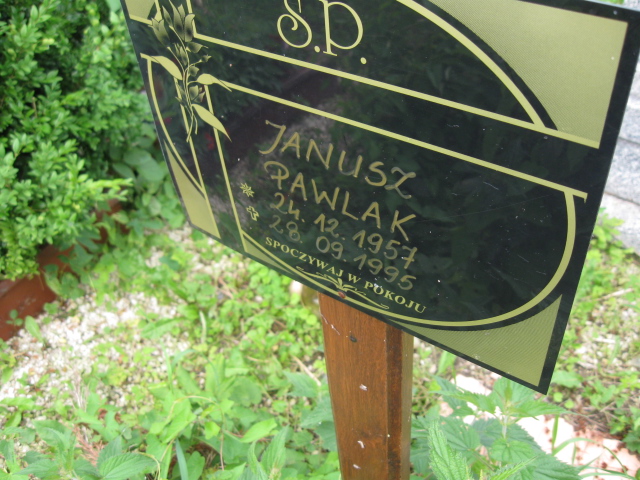 Ś.P.
JANUSZ
PAWLAK
24.12.1957
28.09.1995
SPOCZYWAJ W POKOJU